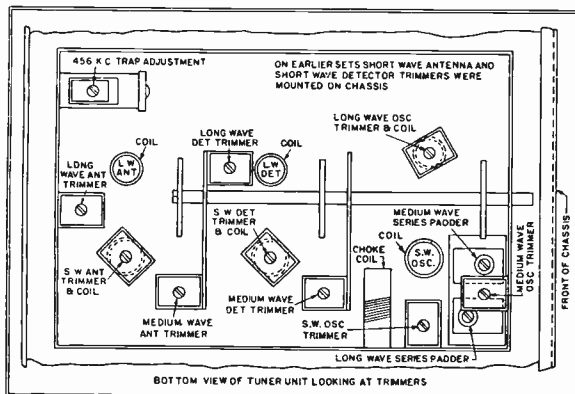 456 KC TRAP ADJUSTMENT
ON EARLIER SETS SHORT WAVE ANTENNA AND
SHORT WAVE DETECTOR TRIMMERS WERE
MOUNTED ON CHASSIS
COIL
L.W
ANT
LONG WAVE
DET TRIMMER
COIL
L.W
DET
LONG WAVE OSC
TRIMMER & COIL
LONG
WAVE ANT
TRIMMER
S W ANT
TRIMMER
& COIL
MEDIUM WAVE
ANT TRIMMER
S W DET
TRIMMER
& COIL
MEDIUM WAVE
DET TRIMMER
CHOKE
COIL
COIL
S.W.
OSC.
MEDIUM WAVE
SERIES PADDER
MEDIUM WAVE
OSC TRIMMER
S.W. OSC
TRIMMER
LONG WAVE SERIES PADDER
FRONT OF CHASSIS
BOTTOM VIEW OF TUNER UNIT LOOKING AT TRIMMERS